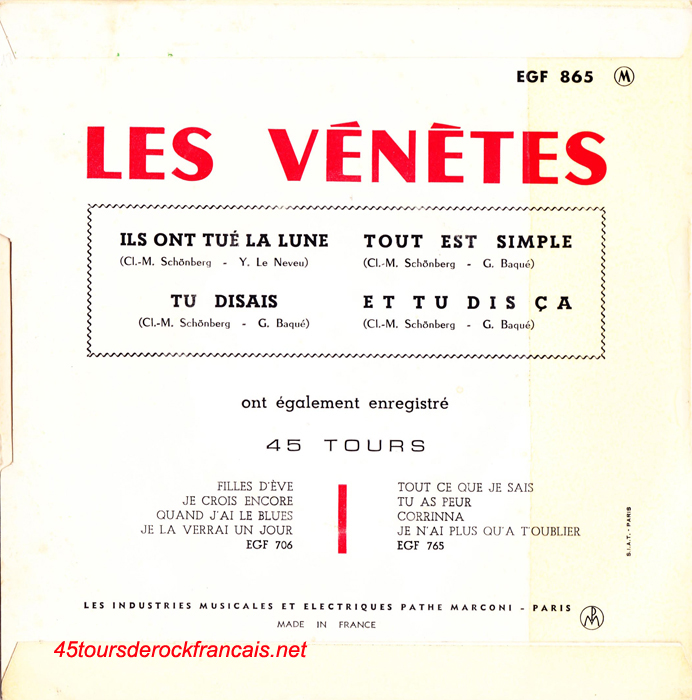 EGF 865 M
LES VÉNÈTES
ILS ONT TUÉ LA LUNE
(Cl.-M. Schönberg - Y. Le Neveu)
TOUT EST SIMPLE
(Cl.-M. Schönberg - G. Baqué)
TU DISAIS
(Cl.-M. Schönberg - G. Baqué)
ET TU DIS ÇA
(Cl.-M. Schönberg - G. Baqué)
ont également enregistré
45 TOURS
FILLES D'ÈVE
JE CROIS ENCORE
QUAND J'AI LE BLUES
JE LA VERRAI UN JOUR
EGF 706
TOUT CE QUE JE SAIS
TU AS PEUR
CORRINNA
JE N'AI PLUS QU'A T'OUBLIER
EGF 765
S.I.A.T. - PARIS
LES INDUSTRIES MUSICALES ET ELECTRIQUES PATHE MARCONI - PARIS
MADE IN FRANCE
45toursderockfrancais.net